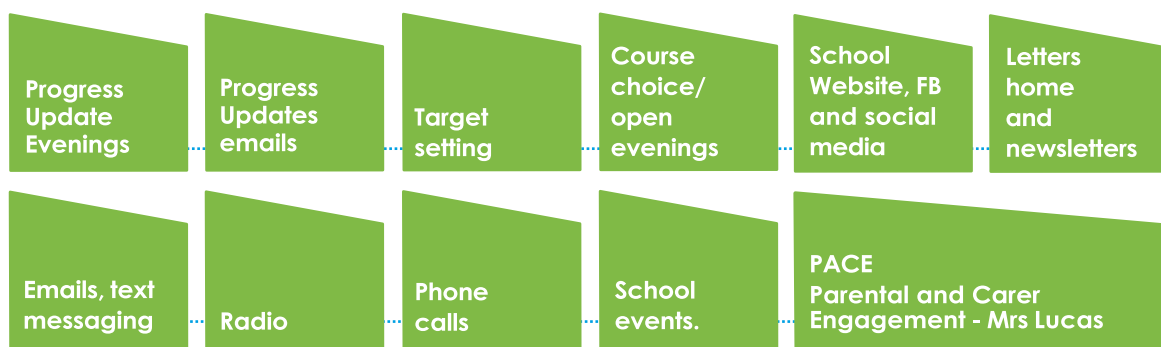 Progress
Update
Evenings
Progress
Updates
emails
Target
setting
Course
choice/
open
evenings
School
Website, FB
and social
media
Letters
home
and
newsletters
Emails, text
messaging
Radio
Phone
calls
School
events.
PACE
Parental and Carer
Engagement - Mrs Lucas